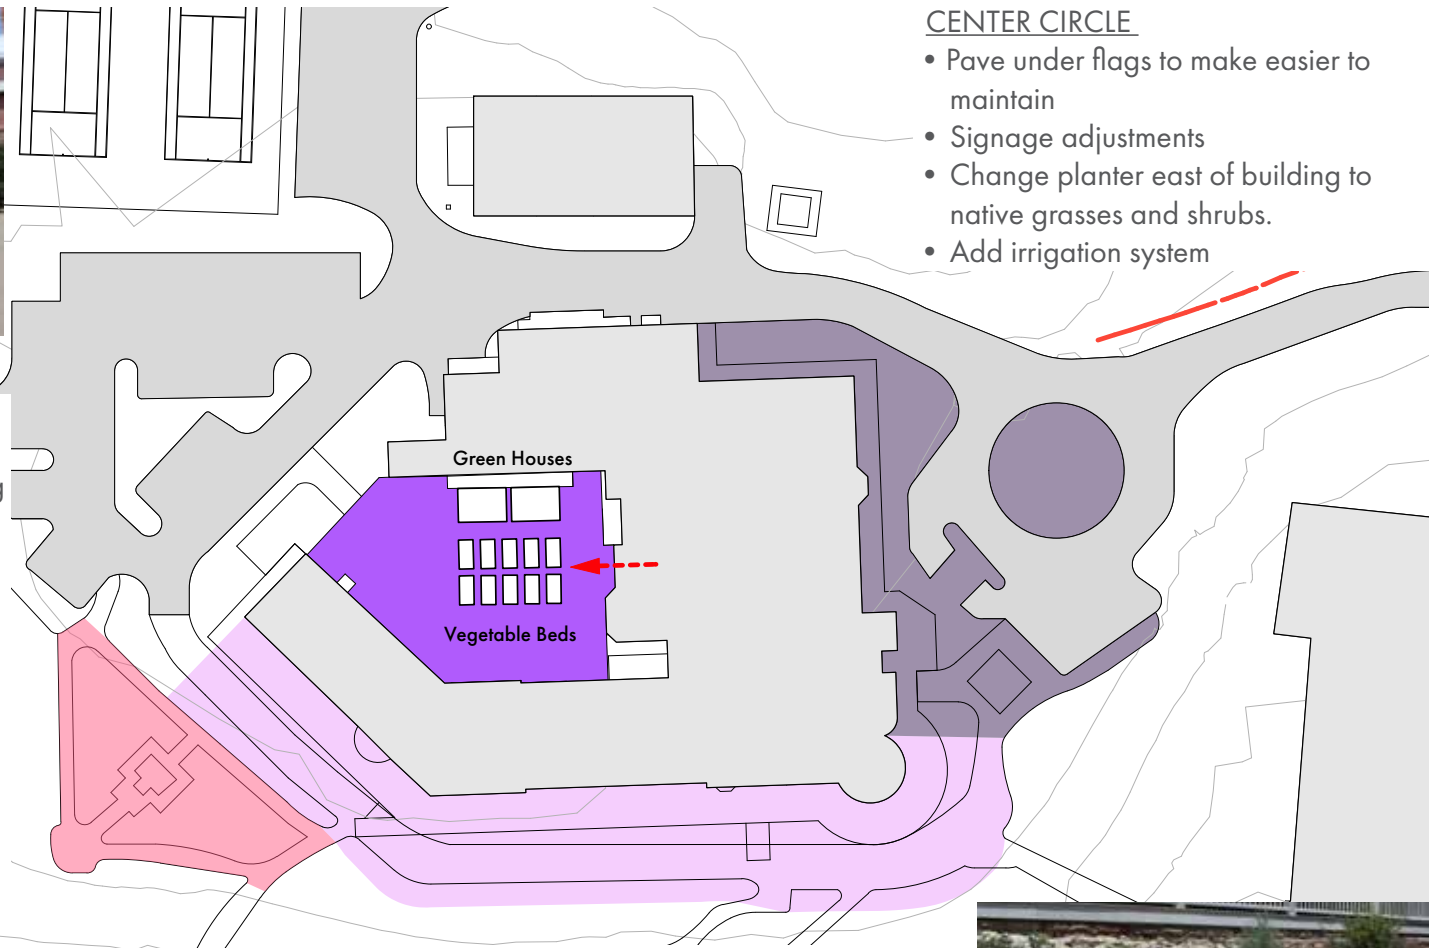 CENTER CIRCLE
• Pave under flags to make easier to
maintain
• Signage adjustments
• Change planter east of building to
native grasses and shrubs.
• Add irrigation system
Green Houses
Vegetable Beds